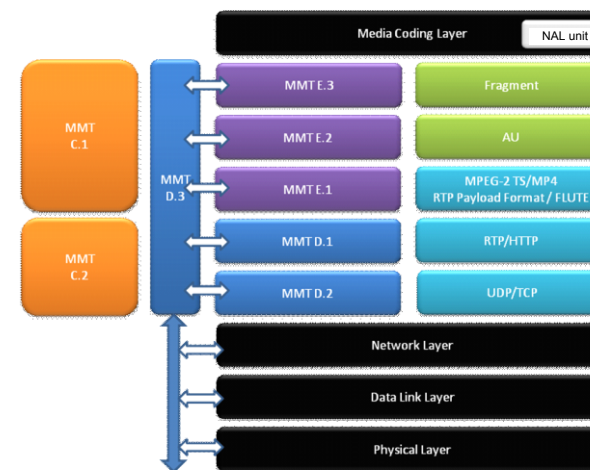 Media Coding Layer
NAL unit
MMT
C.1
MMT
C.2
MMT
D.3
MMT E.3
Fragment
MMT E.2
AU
MMT E.1
MPEG-2 TS/MP4
RTP Payload Format / FLUTE
MMT D.1
RTP/HTTP
MMT D.2
UDP/TCP
Network Layer
Data Link Layer
Physical Layer